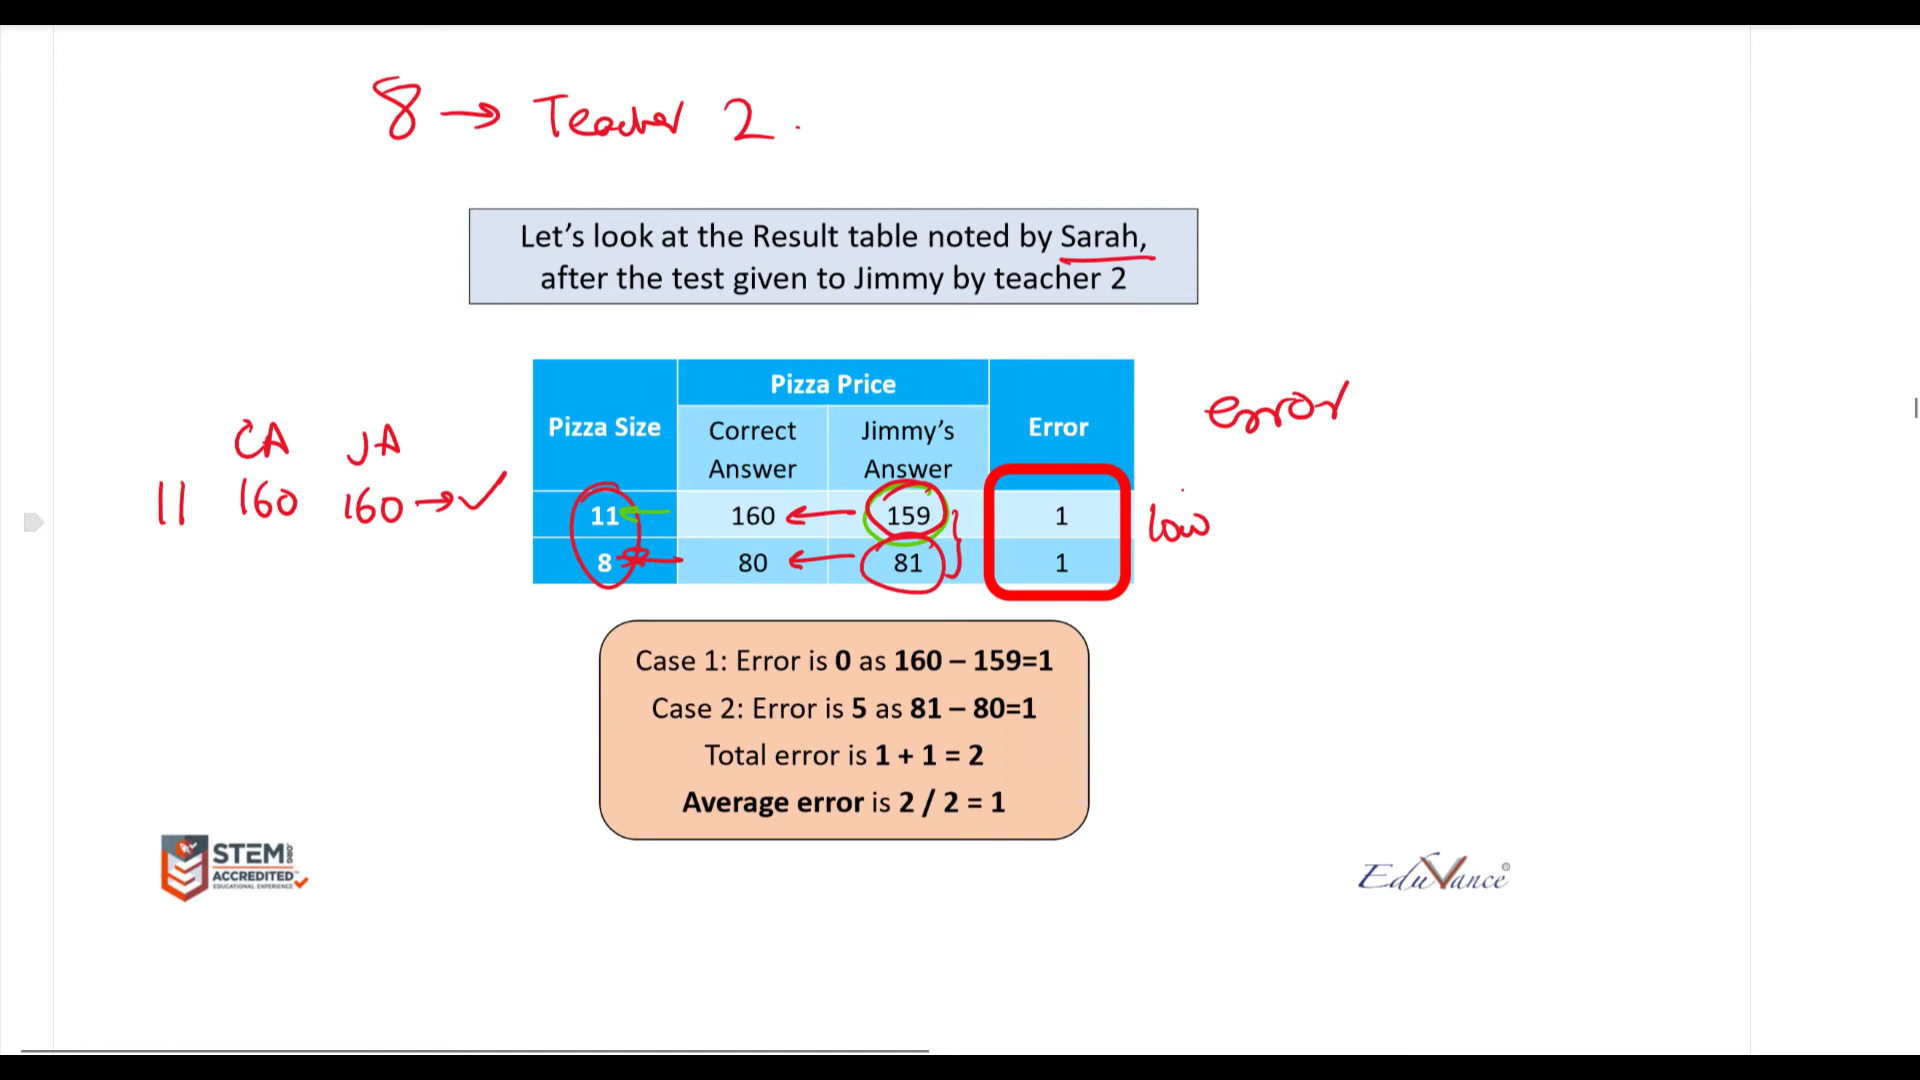 8 → Teacher 2.
Let's look at the Result table noted by Sarah,
after the test given to Jimmy by teacher 2
Pizza Size
Pizza Price
Error
Correct Answer
Jimmy's Answer
11 160 159 1
8 80 81 1
error
low
CA JA
11 160 160 → ✓
Case 1: Error is 0 as 160 – 159=1
Case 2: Error is 5 as 81 – 80=1
Total error is 1 + 1 = 2
Average error is 2 / 2 = 1
STEM.ORG
ACCREDITED™
EDUCATIONAL EXPERIENCE
EduVance®